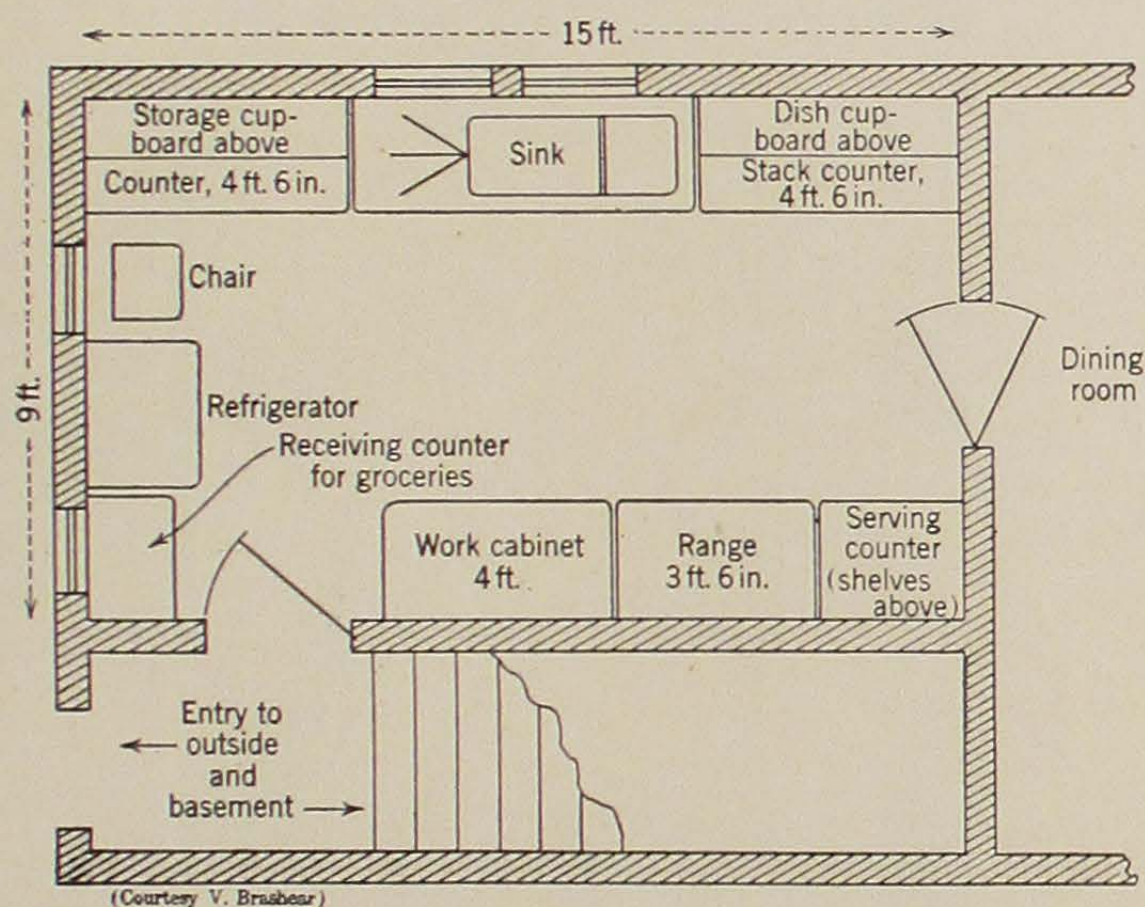 15 ft.
Storage cup-
board above
Counter, 4 ft. 6 in.
Sink
Dish cup-
board above
Stack counter,
4 ft. 6 in.
Chair
9 ft.
Refrigerator
Receiving counter
for groceries
Dining
room
Work cabinet
4 ft.
Range
3 ft. 6 in.
Serving
counter
(shelves
above)
Entry to
outside
and
basement
(Courtesy V. Brashear)